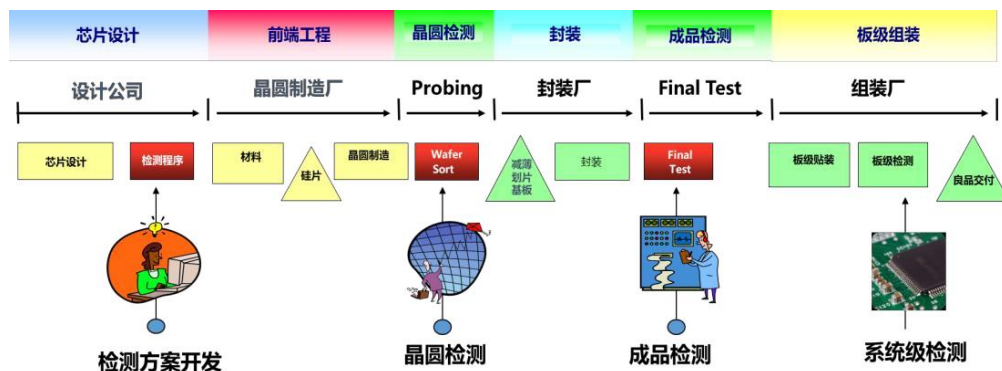 芯片设计
前端工程
晶圆检测
封装
成品检测
板级组装
设计公司
晶圆制造厂
Probing
封装厂
Final Test
组装厂
芯片设计
检测程序
材料
硅片
晶圆制造
Wafer
Sort
减薄
划片
基板
封装
Final
Test
板级贴装
板级检测
良品交付
检测方案开发
晶圆检测
成品检测
系统级检测